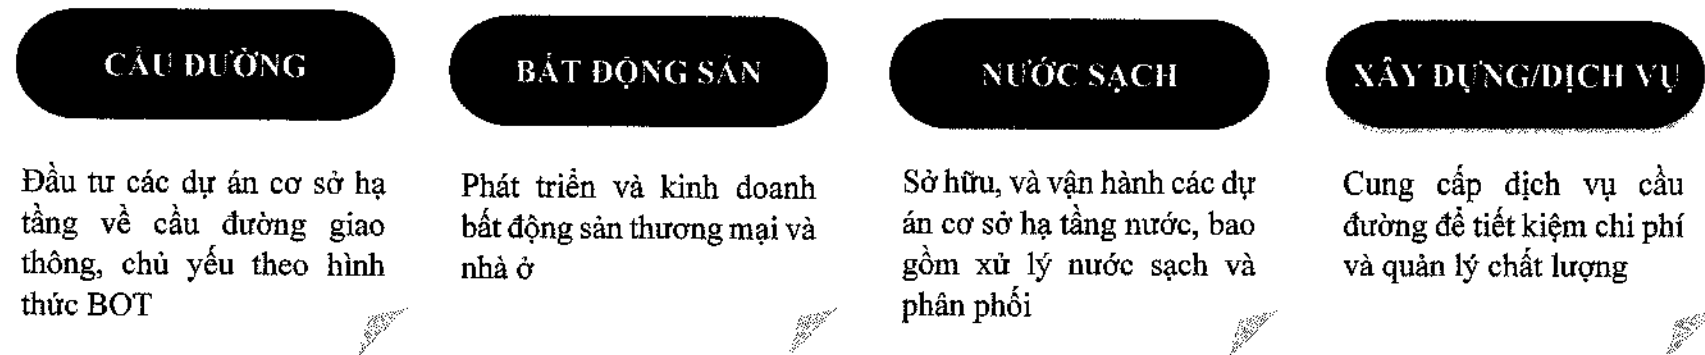 CẦU ĐƯỜNG
Đầu tư các dự án cơ sở hạ
tầng về cầu đường giao
thông, chủ yếu theo hình
thức BOT
BẤT ĐỘNG SẢN
Phát triển và kinh doanh
bất động sản thương mại và
nhà ở
NƯỚC SẠCH
Sở hữu, và vận hành các dự
án cơ sở hạ tầng nước, bao
gồm xử lý nước sạch và
phân phối
XÂY DỰNG/DỊCH VỤ
Cung cấp dịch vụ cầu
đường để tiết kiệm chi phí
và quản lý chất lượng